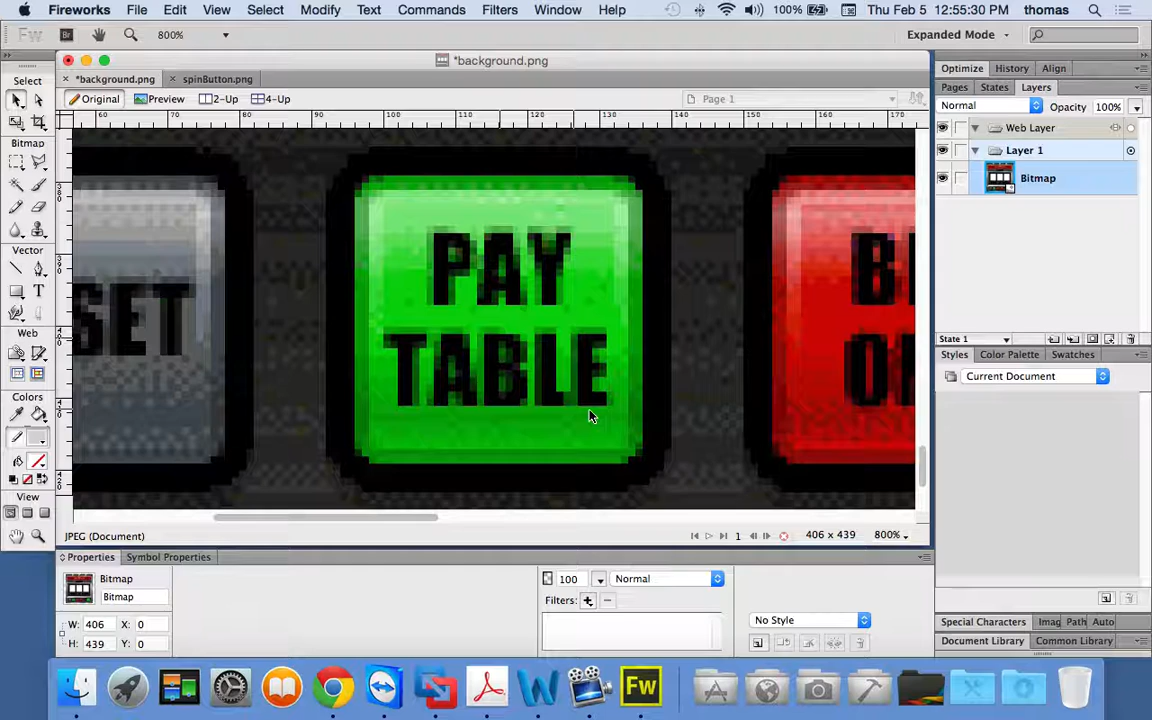 Fireworks File Edit View Select Modify Text Commands Filters Window Help 100% Thu Feb 5 12:55:30 PM thomas
Fw Br 800% Expanded Mode
*background.png
*background.png spinButton.png
Original Preview 2-Up 4-Up Page 1
Select
Bitmap
Vector
Web
Colors
View
60 70 80 90 100 110 120 130 140 150 160 170
SET
PAY
TABLE
JPEG (Document) 1 406 x 439 800%
Properties Symbol Properties
Bitmap
Bitmap
100 Normal
Filters:
No Style
W: 406 X: 0
H: 439 Y: 0
Optimize History Align
Pages States Layers
Normal Opacity 100%
Web Layer
Layer 1
Bitmap
State 1
Styles Color Palette Swatches
Current Document
Special Characters Imag Path Auto
Document Library Common Library
W Fw